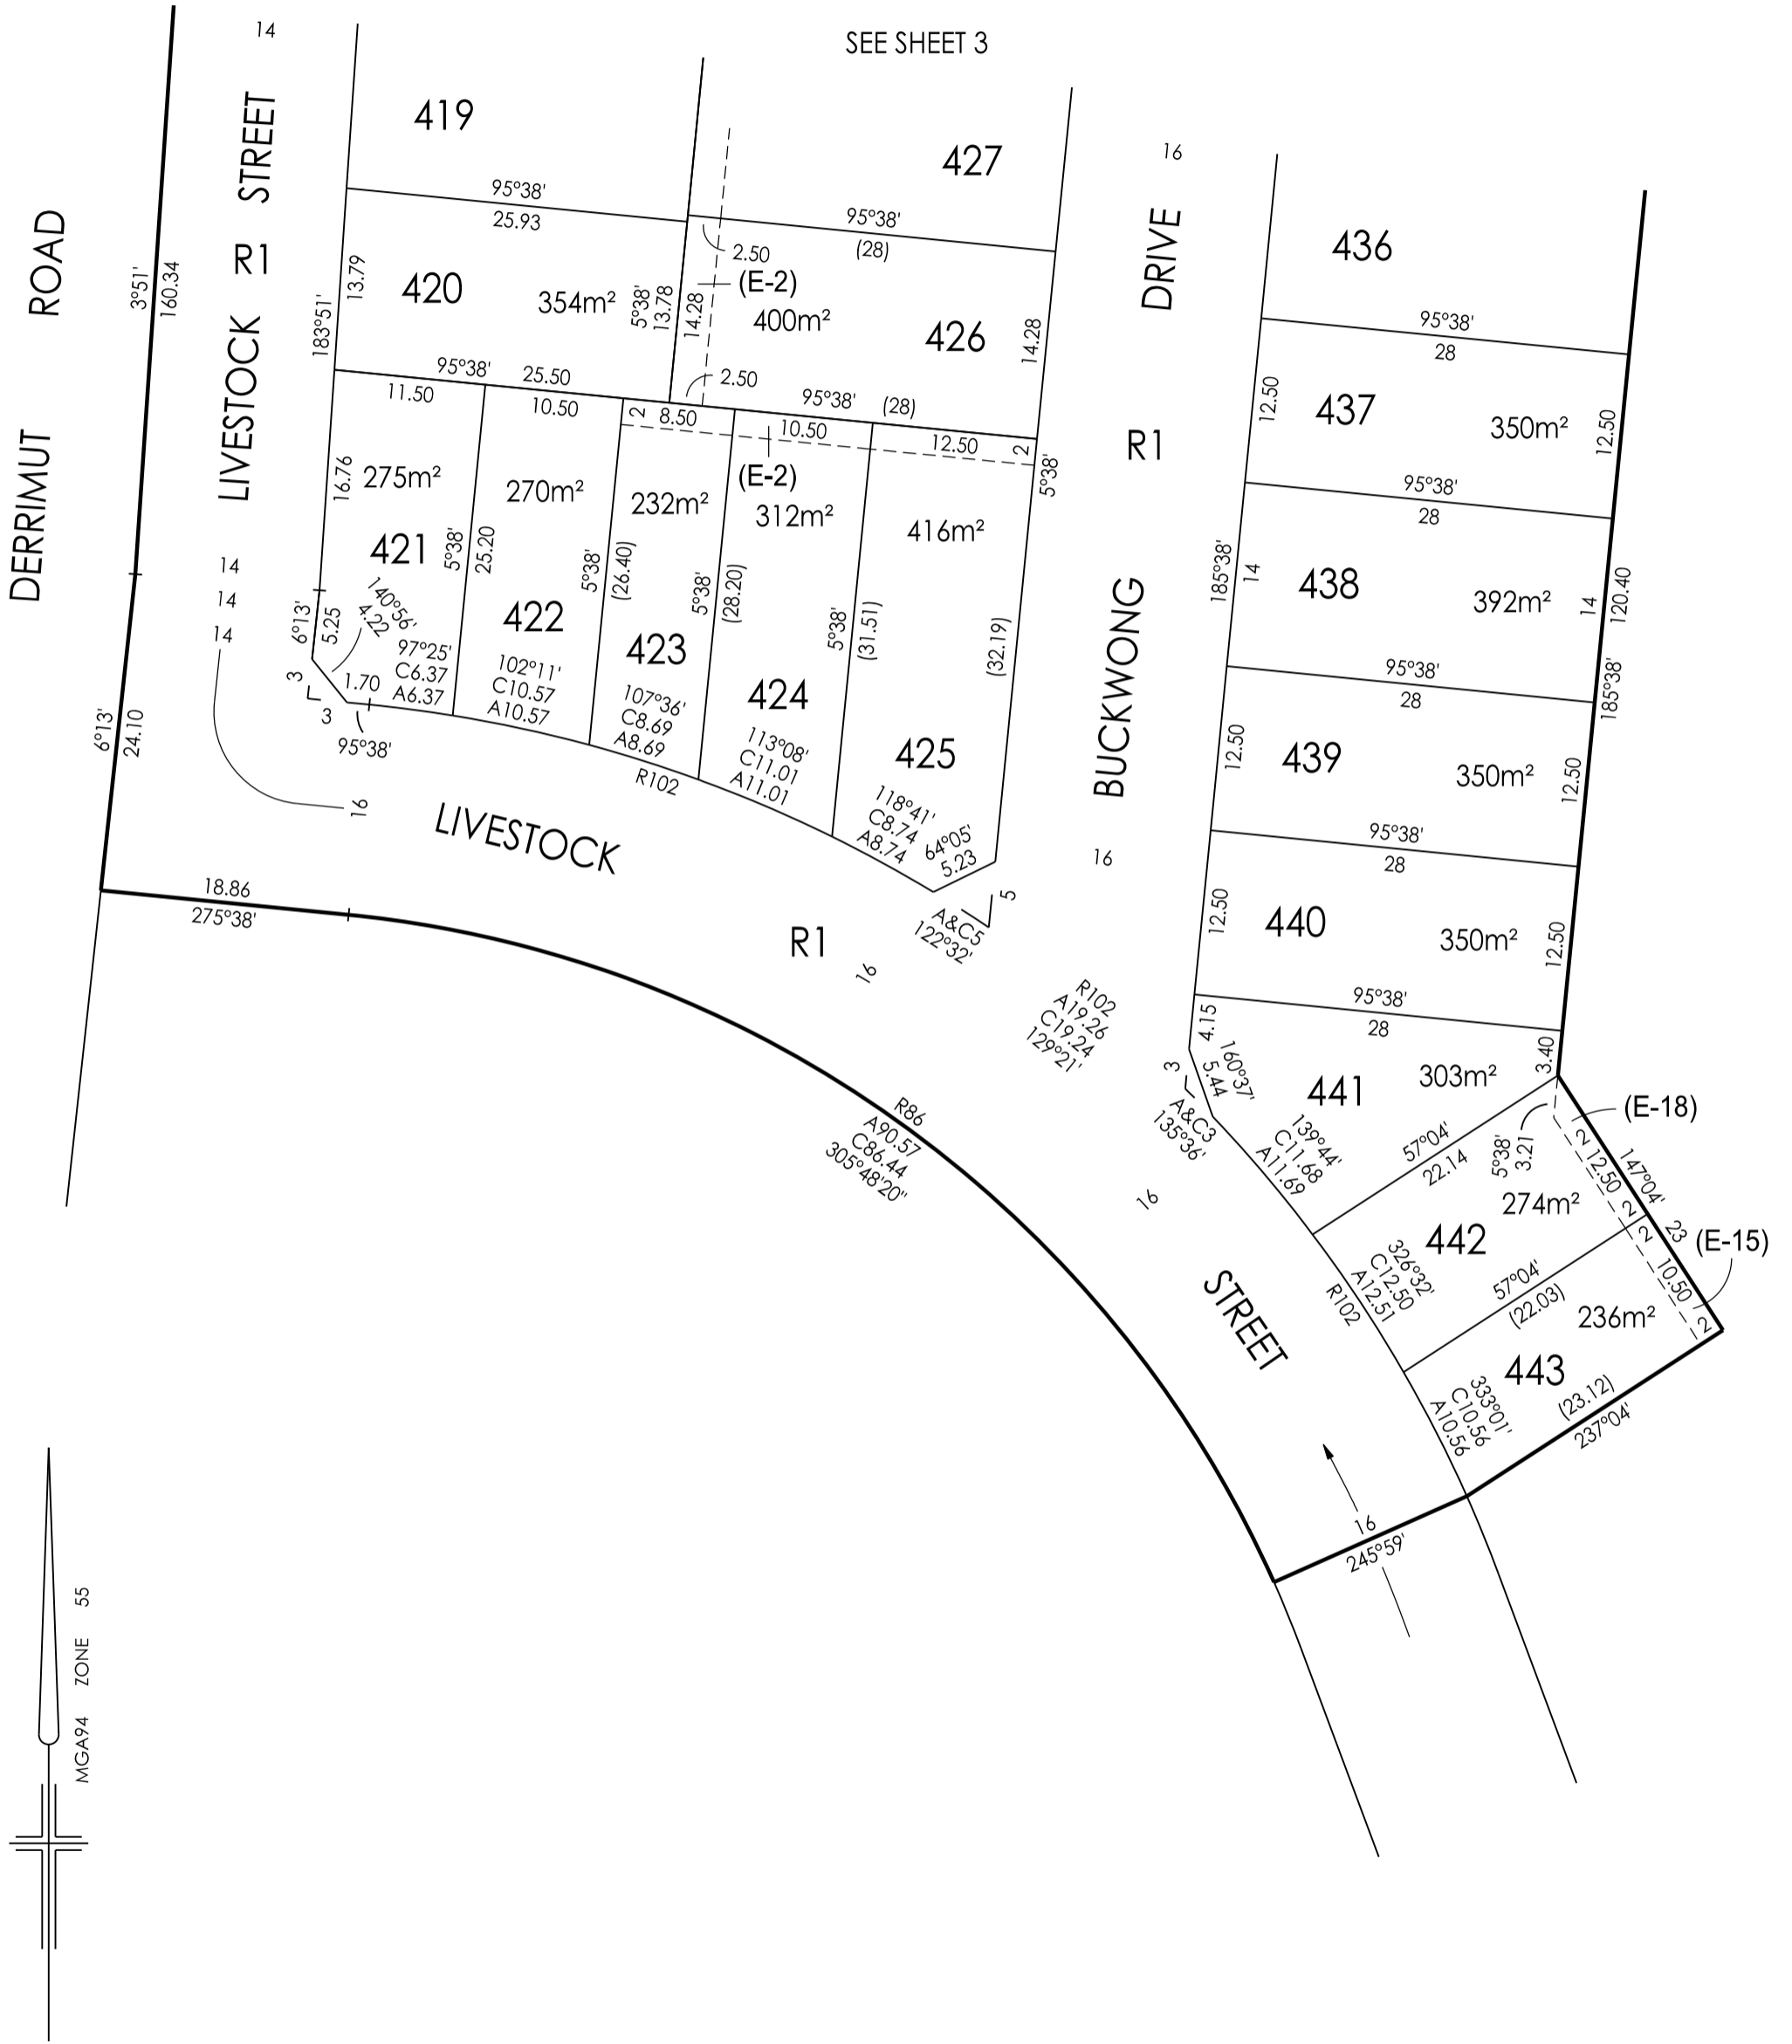 SEE SHEET 3
DERRIMUT ROAD
3°51'
160.34
6°13'
24.10
LIVESTOCK R1 STREET
14
14
14
14
16
183°51'
419
95°38'
25.93
13.79
420
354m²
5°38'
13.78
95°38' 25.50
427
95°38'
(28)
2.50
(E-2)
14.28
400m²
426
14.28
2.50
95°38' (28)
11.50
16.76
275m²
421
5°38'
25.20
6°13'
5.25
140°56'
4.22
97°25'
C6.37
A6.37
1.70
3
3
95°38'
10.50
270m²
422
5°38'
(26.40)
102°11'
C10.57
A10.57
2
8.50
232m²
423
5°38'
(28.20)
107°36'
C8.69
A8.69
R102
10.50
(E-2)
312m²
424
5°38'
(31.51)
113°08'
C11.01
A11.01
12.50
2
5°38'
416m²
425
(32.19)
118°41'
C8.74
A8.74
64°05'
5.23
5
A&C5
122°32'
BUCKWONG R1 DRIVE
16
16
436
95°38'
28
12.50
437
350m²
12.50
95°38'
28
185°38'
14
438
392m²
14
120.40
185°38'
95°38'
28
12.50
439
350m²
12.50
95°38'
28
12.50
440
350m²
12.50
95°38'
28
4.15
160°37'
5.44
441
303m²
3.40
3
A&C3
135°36'
139°44'
C11.68
A11.69
57°04'
22.14
5°38'
3.21
(E-18)
2
12.50
2
147°04'
23
274m²
442
326°32'
C12.50
A12.51
R102
57°04'
(22.03)
2
10.50
2
(E-15)
236m²
443
333°01'
C10.56
A10.56
(23.12)
237°04'
LIVESTOCK
R1
16
STREET
16
R102
A19.26
C19.24
129°21'
18.86
275°38'
R86
A90.57
C86.44
305°48'20"
16
245°59'
MGA94 ZONE 55